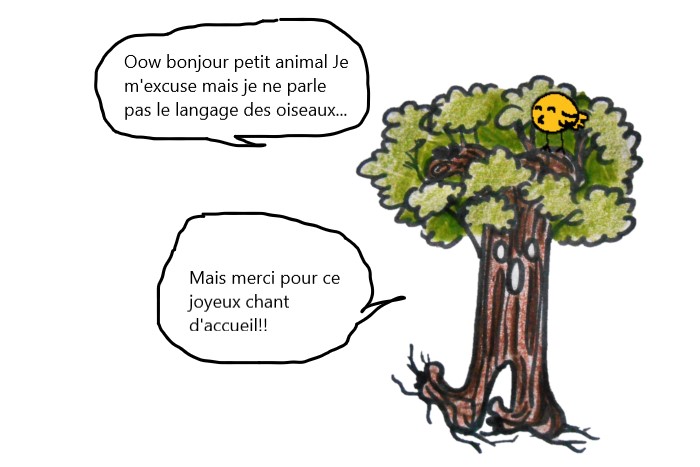 Oow bonjour petit animal Je
m'excuse mais je ne parle
pas le langage des oiseaux...
Mais merci pour ce
joyeux chant
d'accueil!!